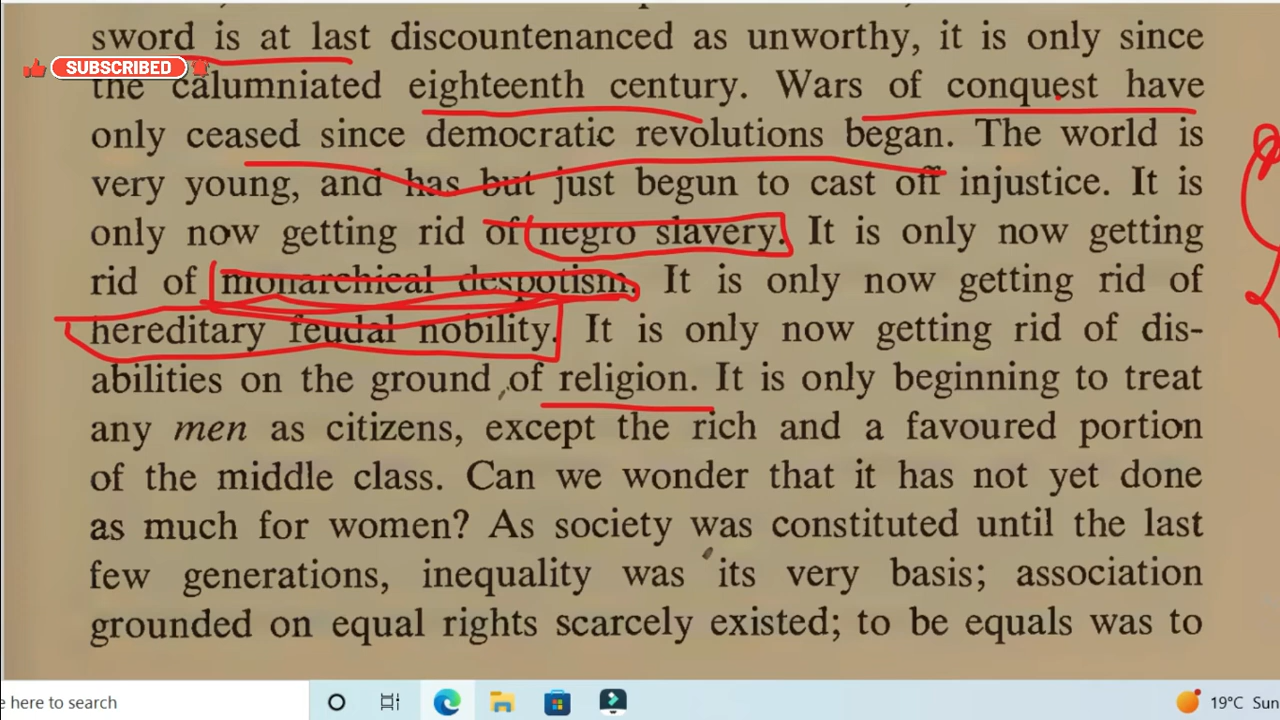 sword is at last discountenanced as unworthy, it is only since
SUBSCRIBED
the calumniated eighteenth century. Wars of conquest have
only ceased since democratic revolutions began. The world is
very young, and has but just begun to cast off injustice. It is
only now getting rid of negro slavery. It is only now getting
rid of monarchical despotism. It is only now getting rid of
hereditary feudal nobility. It is only now getting rid of dis-
abilities on the ground of religion. It is only beginning to treat
any men as citizens, except the rich and a favoured portion
of the middle class. Can we wonder that it has not yet done
as much for women? As society was constituted until the last
few generations, inequality was its very basis; association
grounded on equal rights scarcely existed; to be equals was to
here to search
19°C Sun